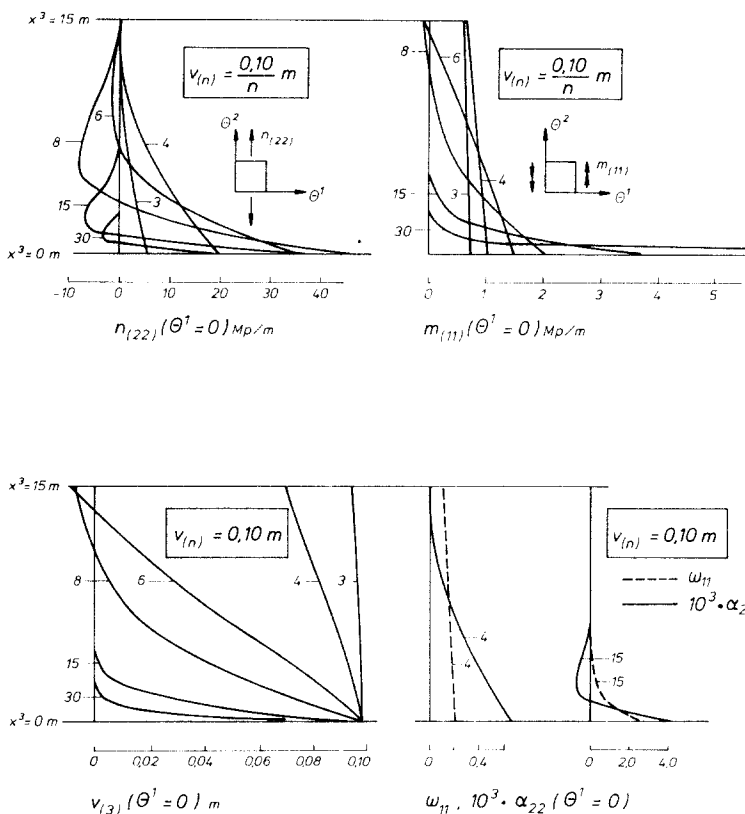 x³ = 15 m
v(n) = 0,10/n m
Θ²
n(22)
Θ¹
6
8
4
15
3
30
x³ = 0 m
-10 0 10 20 30 40
n(22) (Θ¹ = 0) Mp/m
8
6
v(n) = 0,10/n m
Θ²
m(11)
Θ¹
15
3
4
30
0 1 2 3 4 5
m(11) (Θ¹ = 0) Mp/m
x³ = 15 m
v(n) = 0,10 m
8
6
4
3
15
30
x³ = 0 m
0 0,02 0,04 0,06 0,08 0,10
v(3) (Θ¹ = 0) m
v(n) = 0,10 m
ω11
10³ • α2
4
4
15
15
0 0,4
0 2,0 4,0
ω11 , 10³ • α22 (Θ¹ = 0)